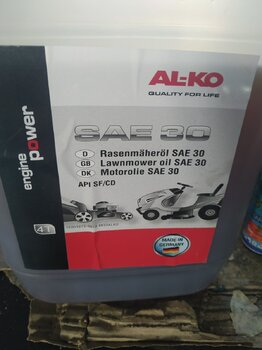 AL-KO
QUALITY FOR LIFE
engine
power
SAE 30
D Rasenmäheröl SAE 30
GB Lawnmower oil SAE 30
DK Motorolie SAE 30
API SF/CD
4 l
MADE IN
GERMANY